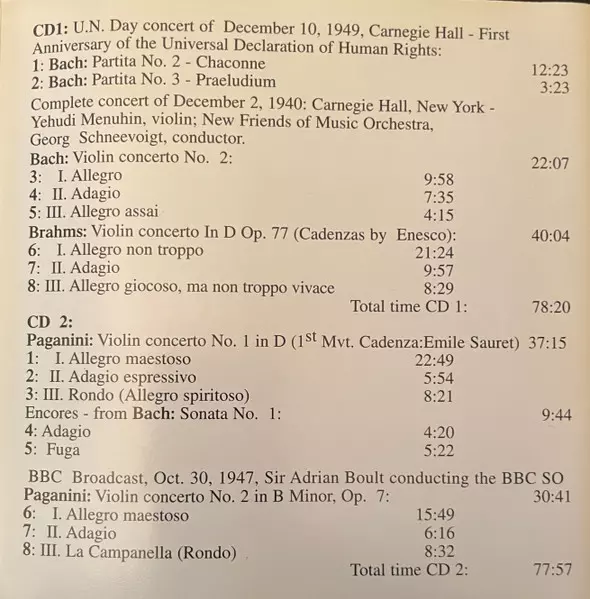 CD1: U.N. Day concert of December 10, 1949, Carnegie Hall - First
Anniversary of the Universal Declaration of Human Rights:
1: Bach: Partita No. 2 - Chaconne 12:23
2: Bach: Partita No. 3 - Praeludium 3:23
Complete concert of December 2, 1940: Carnegie Hall, New York -
Yehudi Menuhin, violin; New Friends of Music Orchestra,
Georg Schneevoigt, conductor.
Bach: Violin concerto No. 2: 22:07
3: I. Allegro 9:58
4: II. Adagio 7:35
5: III. Allegro assai 4:15
Brahms: Violin concerto In D Op. 77 (Cadenzas by Enesco): 40:04
6: I. Allegro non troppo 21:24
7: II. Adagio 9:57
8: III. Allegro giocoso, ma non troppo vivace 8:29
Total time CD 1: 78:20
CD 2:
Paganini: Violin concerto No. 1 in D (1st Mvt. Cadenza:Emile Sauret) 37:15
1: I. Allegro maestoso 22:49
2: II. Adagio espressivo 5:54
3: III. Rondo (Allegro spiritoso) 8:21
Encores - from Bach: Sonata No. 1: 9:44
4: Adagio 4:20
5: Fuga 5:22
BBC Broadcast, Oct. 30, 1947, Sir Adrian Boult conducting the BBC SO
Paganini: Violin concerto No. 2 in B Minor, Op. 7: 30:41
6: I. Allegro maestoso 15:49
7: II. Adagio 6:16
8: III. La Campanella (Rondo) 8:32
Total time CD 2: 77:57